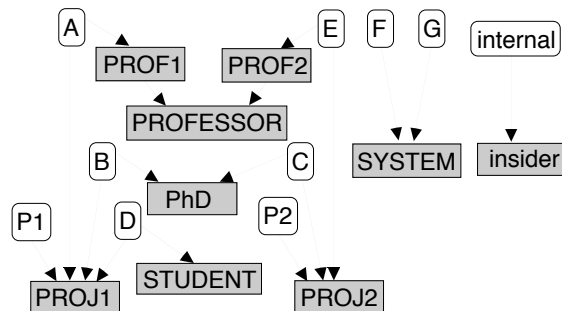 A
E
F
G
internal
PROF1
PROF2
PROFESSOR
B
C
SYSTEM
insider
PhD
P1
D
P2
STUDENT
PROJ1
PROJ2